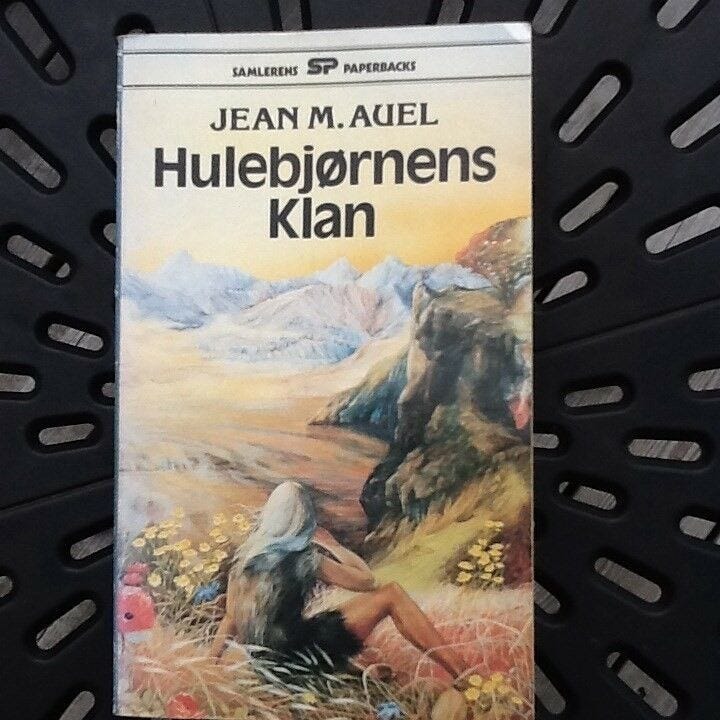 SAMLERENS SP PAPERBACKS
JEAN M. AUEL
Hulebjørnens
Klan